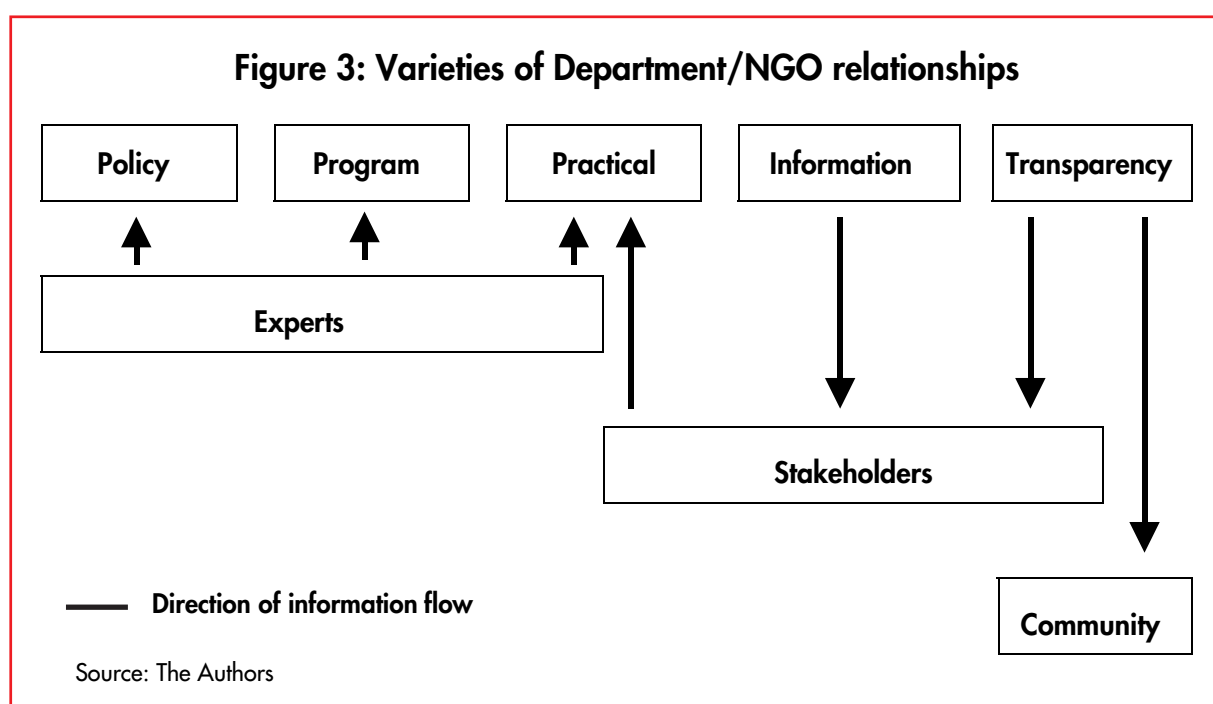 Figure 3: Varieties of Department/NGO relationships
Policy
Program
Practical
Information
Transparency
Experts
Stakeholders
Direction of information flow
Community
Source: The Authors